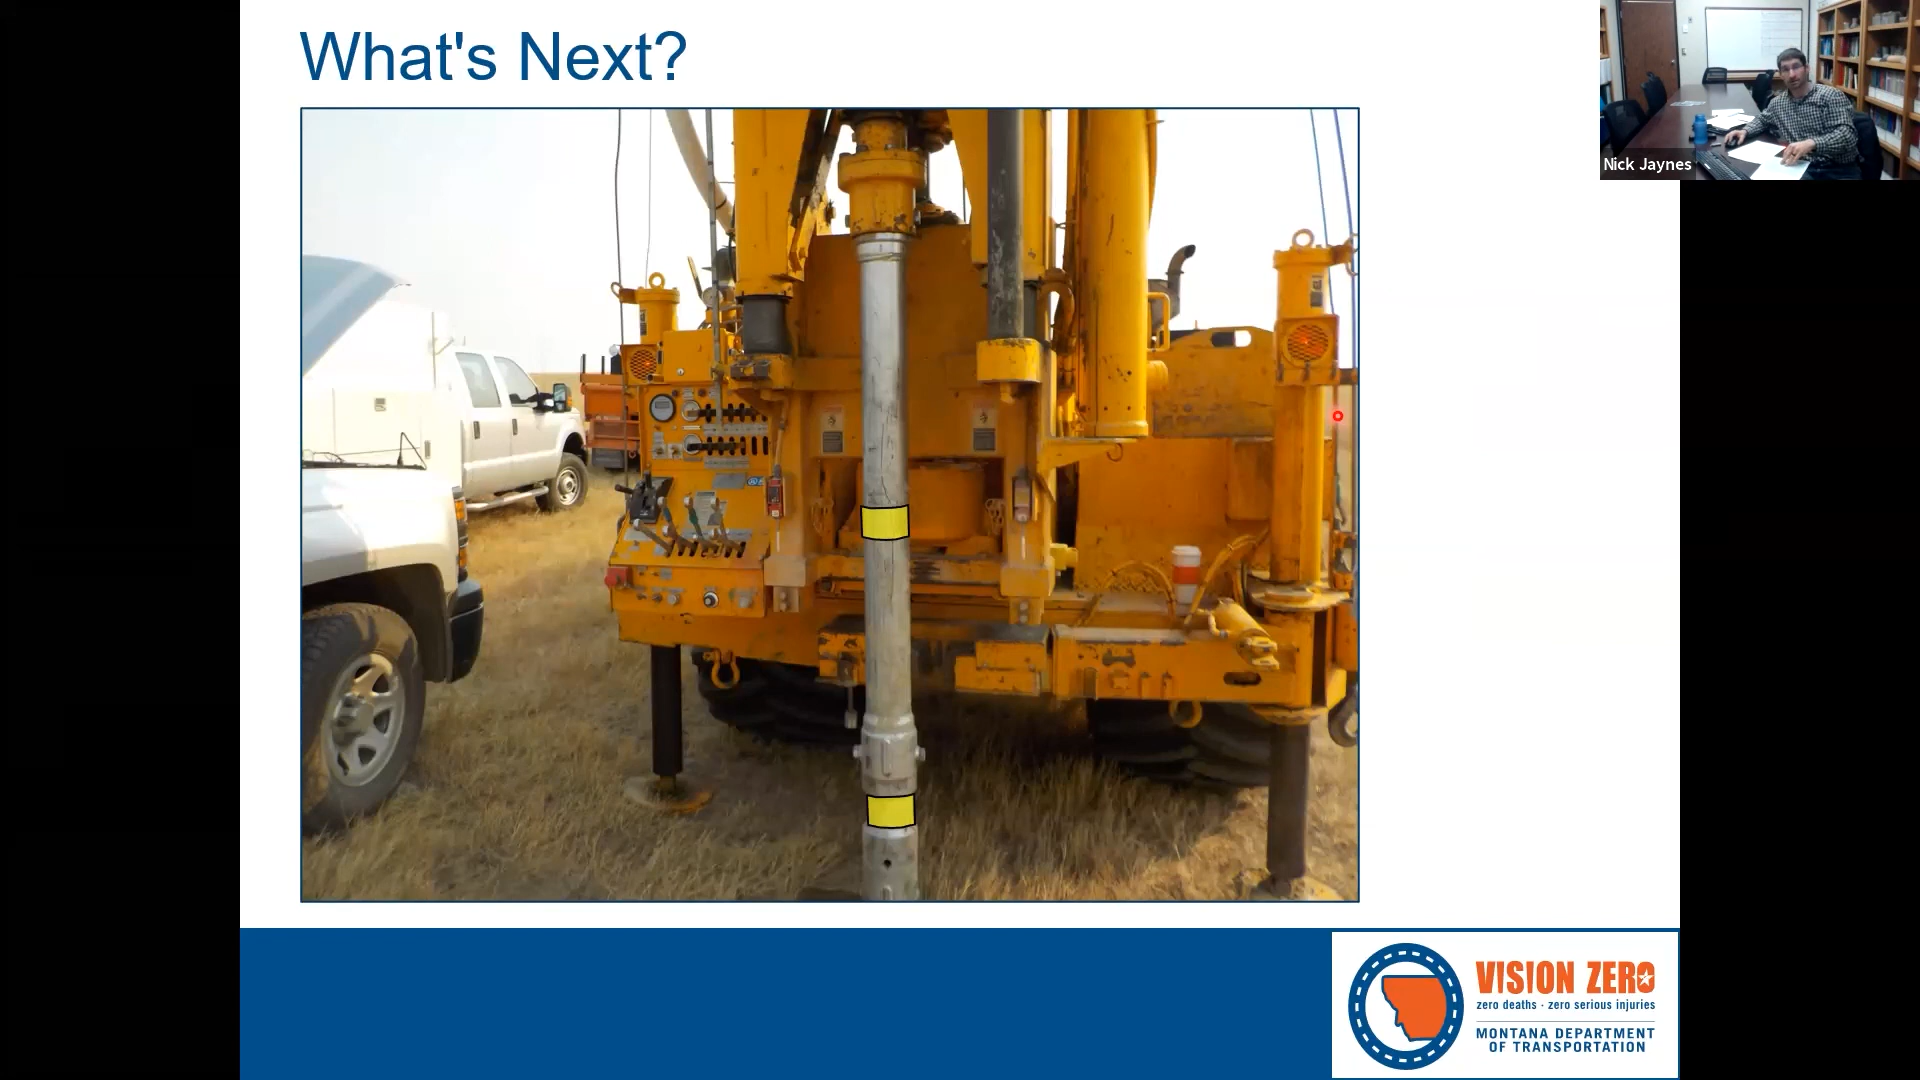 What's Next?
Nick Jaynes
VISION ZERO
zero deaths · zero serious injuries
MONTANA DEPARTMENT
OF TRANSPORTATION